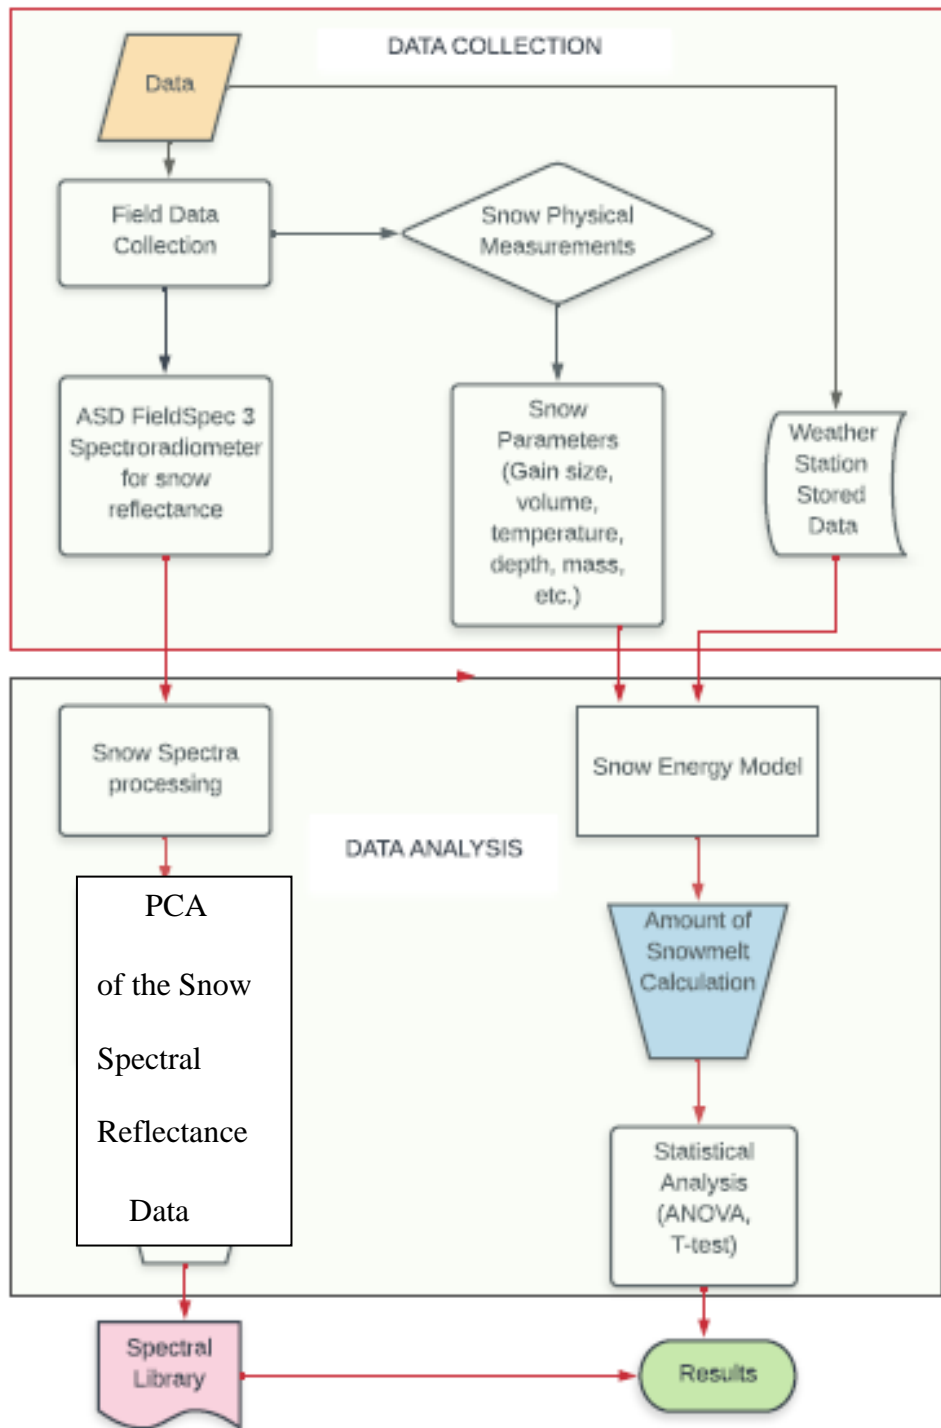 DATA COLLECTION
Data
Field Data
Collection
Snow Physical
Measurements
ASD FieldSpec 3
Spectroradiometer
for snow
reflectance
Snow
Parameters
(Gain size,
volume,
temperature,
depth, mass,
etc.)
Weather
Station
Stored
Data
Snow Spectra
processing
Snow Energy Model
DATA ANALYSIS
PCA
of the Snow
Spectral
Reflectance
Data
Amount of
Snowmelt
Calculation
Statistical
Analysis
(ANOVA,
T-test)
Spectral
Library
Results